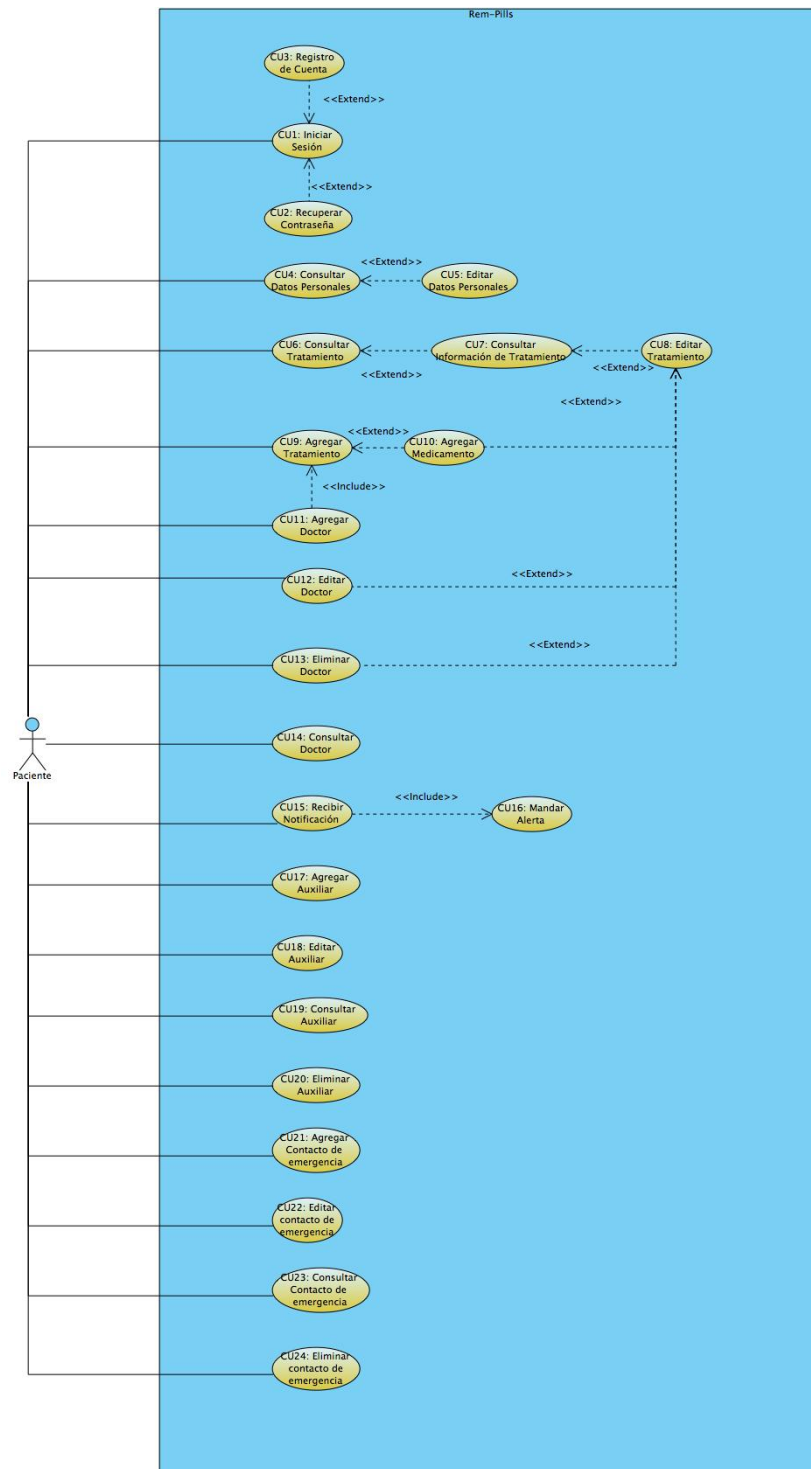 Rem-Pills
CU3: Registro
de Cuenta
<<Extend>>
CU1: Iniciar
Sesión
<<Extend>>
CU2: Recuperar
Contraseña
<<Extend>>
CU4: Consultar
Datos Personales
CU5: Editar
Datos Personales
CU6: Consultar
Tratamiento
CU7: Consultar
Información de Tratamiento
CU8: Editar
Tratamiento
<<Extend>>
<<Extend>>
<<Extend>>
<<Extend>>
CU9: Agregar
Tratamiento
CU10: Agregar
Medicamento
<<Include>>
CU11: Agregar
Doctor
<<Extend>>
CU12: Editar
Doctor
<<Extend>>
CU13: Eliminar
Doctor
CU14: Consultar
Doctor
Paciente
<<Include>>
CU15: Recibir
Notificación
CU16: Mandar
Alerta
CU17: Agregar
Auxiliar
CU18: Editar
Auxiliar
CU19: Consultar
Auxiliar
CU20: Eliminar
Auxiliar
CU21: Agregar
Contacto de
emergencia
CU22: Editar
contacto de
emergencia
CU23: Consultar
Contacto de
emergencia
CU24: Eliminar
contacto de
emergencia